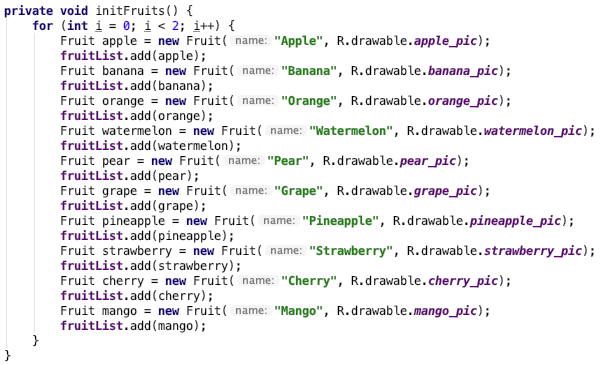 private void initFruits() {
    for (int i = 0; i < 2; i++) {
        Fruit apple = new Fruit( name: "Apple", R.drawable.apple_pic);
        fruitList.add(apple);
        Fruit banana = new Fruit( name: "Banana", R.drawable.banana_pic);
        fruitList.add(banana);
        Fruit orange = new Fruit( name: "Orange", R.drawable.orange_pic);
        fruitList.add(orange);
        Fruit watermelon = new Fruit( name: "Watermelon", R.drawable.watermelon_pic);
        fruitList.add(watermelon);
        Fruit pear = new Fruit( name: "Pear", R.drawable.pear_pic);
        fruitList.add(pear);
        Fruit grape = new Fruit( name: "Grape", R.drawable.grape_pic);
        fruitList.add(grape);
        Fruit pineapple = new Fruit( name: "Pineapple", R.drawable.pineapple_pic);
        fruitList.add(pineapple);
        Fruit strawberry = new Fruit( name: "Strawberry", R.drawable.strawberry_pic);
        fruitList.add(strawberry);
        Fruit cherry = new Fruit( name: "Cherry", R.drawable.cherry_pic);
        fruitList.add(cherry);
        Fruit mango = new Fruit( name: "Mango", R.drawable.mango_pic);
        fruitList.add(mango);
    }
}